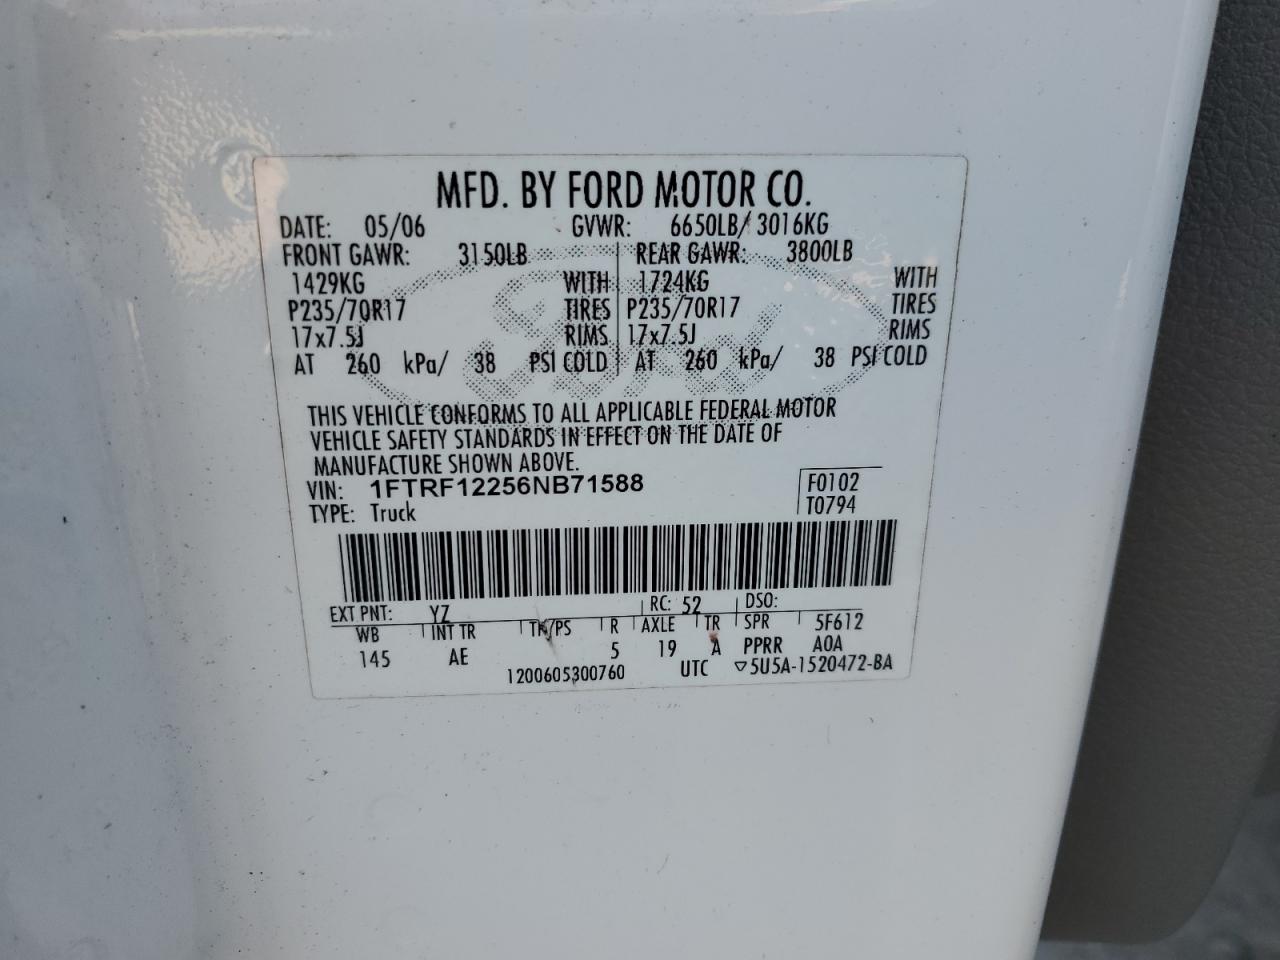 MFD. BY FORD MOTOR CO.
DATE: 05/06 GVWR: 6650LB/ 3016KG
FRONT GAWR: 3150LB REAR GAWR: 3800LB
1429KG WITH 1724KG WITH
P235/70R17 TIRES P235/70R17 TIRES
17x7.5J RIMS 17x7.5J RIMS
AT 260 kPa/ 38 PSI COLD AT 260 kPa/ 38 PSI COLD
THIS VEHICLE CONFORMS TO ALL APPLICABLE FEDERAL MOTOR
VEHICLE SAFETY STANDARDS IN EFFECT ON THE DATE OF
MANUFACTURE SHOWN ABOVE.
VIN: 1FTRF12256NB71588 F0102
TYPE: Truck T0794
EXT PNT: YZ RC: 52 DSO:
WB INT TR TP/PS R AXLE TR SPR 5F612
145 AE 5 19 A PPRR A0A
1200605300760 UTC ▽5U5A-1520472-BA
Ford